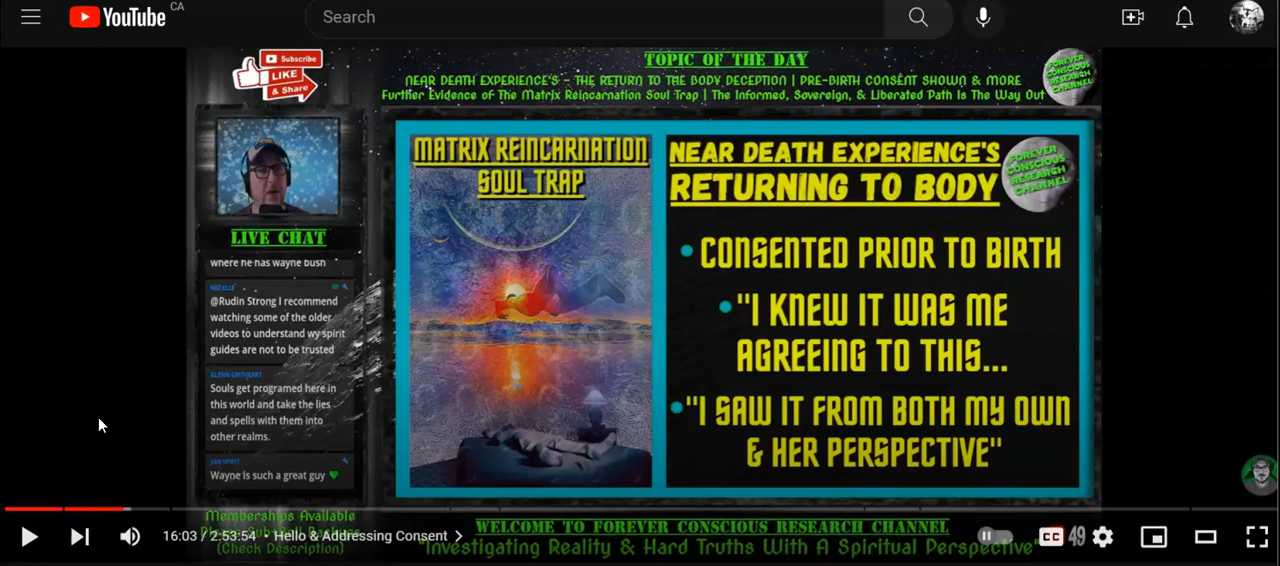 YouTube CA
Search
Subscribe
LIKE
& Share
TOPIC OF THE DAY
NEAR DEATH EXPERIENCE'S - THE RETURN TO THE BODY DECEPTION | PRE-BIRTH CONSENT SHOWN & MORE
Further Evidence of The Matrix Reincarnation Soul Trap | The Informed, Sovereign, & Liberated Path Is The Way Out
FOREVER
CONSCIOUS
RESEARCH
CHANNEL
LIVE CHAT
where he has wayne bush
@Rudin Strong I recommend
watching some of the older
videos to understand wy spirit
guides are not to be trusted
GLENN GRITHEART
Souls get programed here in
this world and take the lies
and spells with them into
other realms.
Wayne is such a great guy
MATRIX REINCARNATION
SOUL TRAP
NEAR DEATH EXPERIENCE'S
RETURNING TO BODY
FOREVER
CONSCIOUS
RESEARCH
CHANNEL
CONSENTED PRIOR TO BIRTH
"I KNEW IT WAS ME
AGREEING TO THIS...
"I SAW IT FROM BOTH MY OWN
& HER PERSPECTIVE"
Memberships Available
(Check Description)
WELCOME TO FOREVER CONSCIOUS RESEARCH CHANNEL
"Investigating Reality & Hard Truths With A Spiritual Perspective"
16:03 / 2:53:54 • Hello & Addressing Consent
CC
49